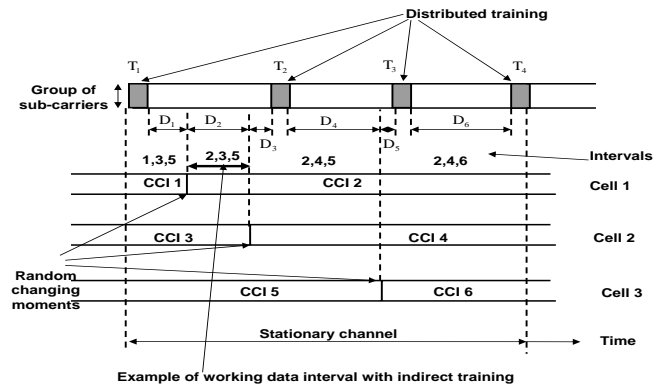 Distributed training
T1 T2 T3 T4
Group of
sub-carriers
D1 D2 D3 D4 D5 D6
1,3,5 2,3,5 2,4,5 2,4,6 Intervals
CCI 1 CCI 2 Cell 1
CCI 3 CCI 4 Cell 2
Random
changing
moments
CCI 5 CCI 6 Cell 3
Stationary channel Time
Example of working data interval with indirect training